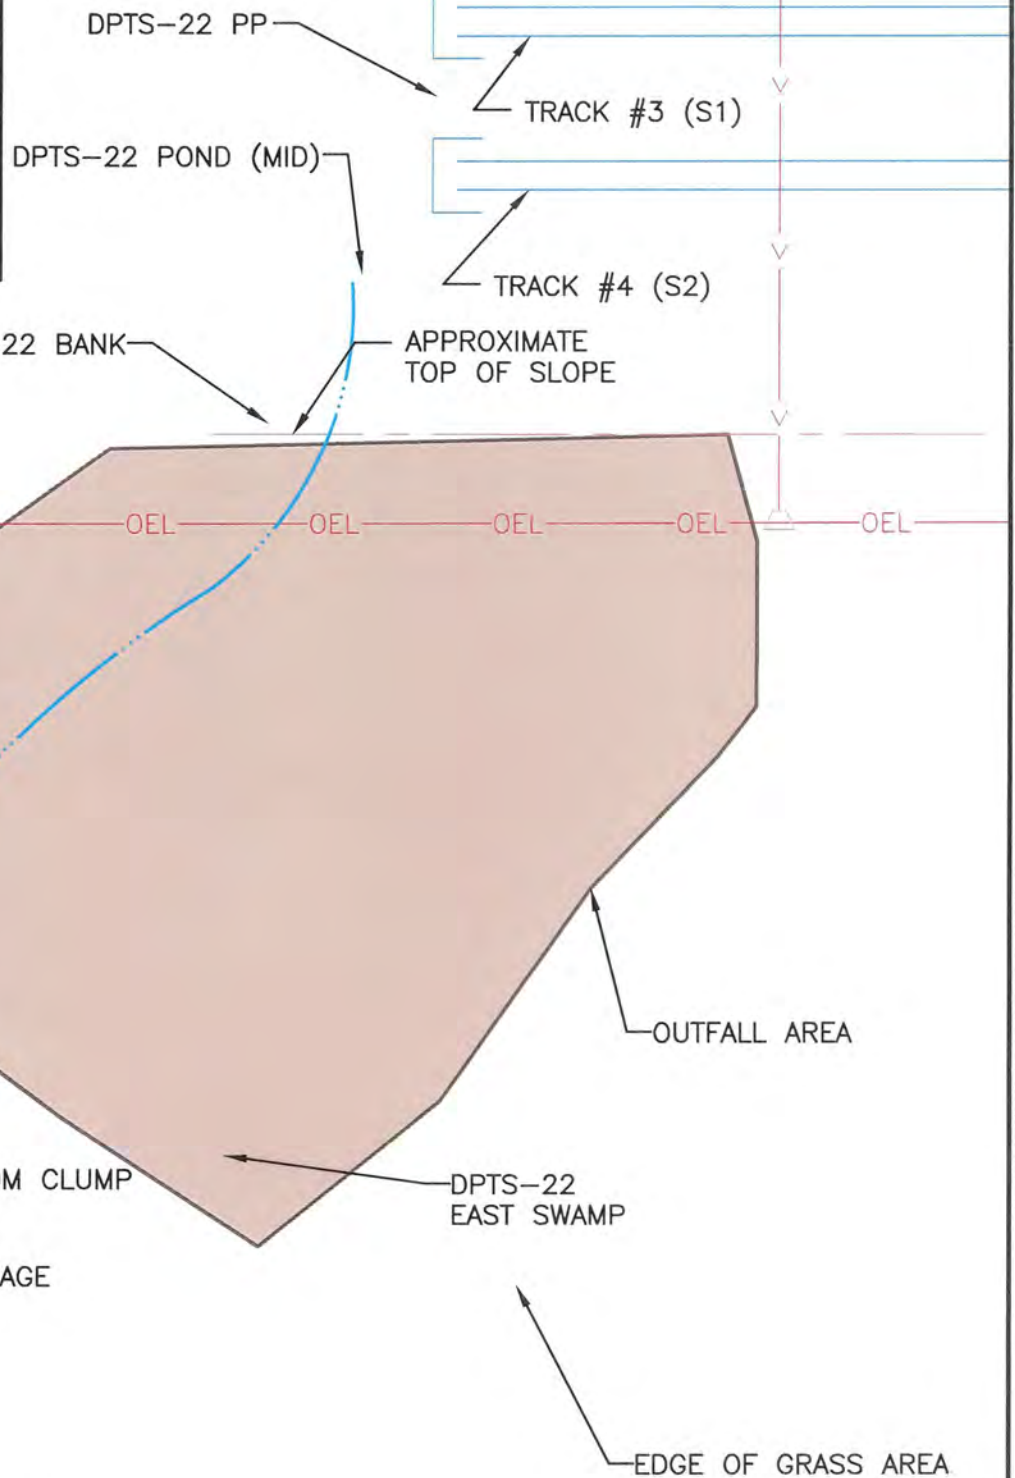 DPTS-22 PP
TRACK #3 (S1)
DPTS-22 POND (MID)
TRACK #4 (S2)
22 BANK
APPROXIMATE
TOP OF SLOPE
OEL OEL OEL OEL OEL
OUTFALL AREA
CLUMP
DPTS-22
EAST SWAMP
AGE
EDGE OF GRASS AREA